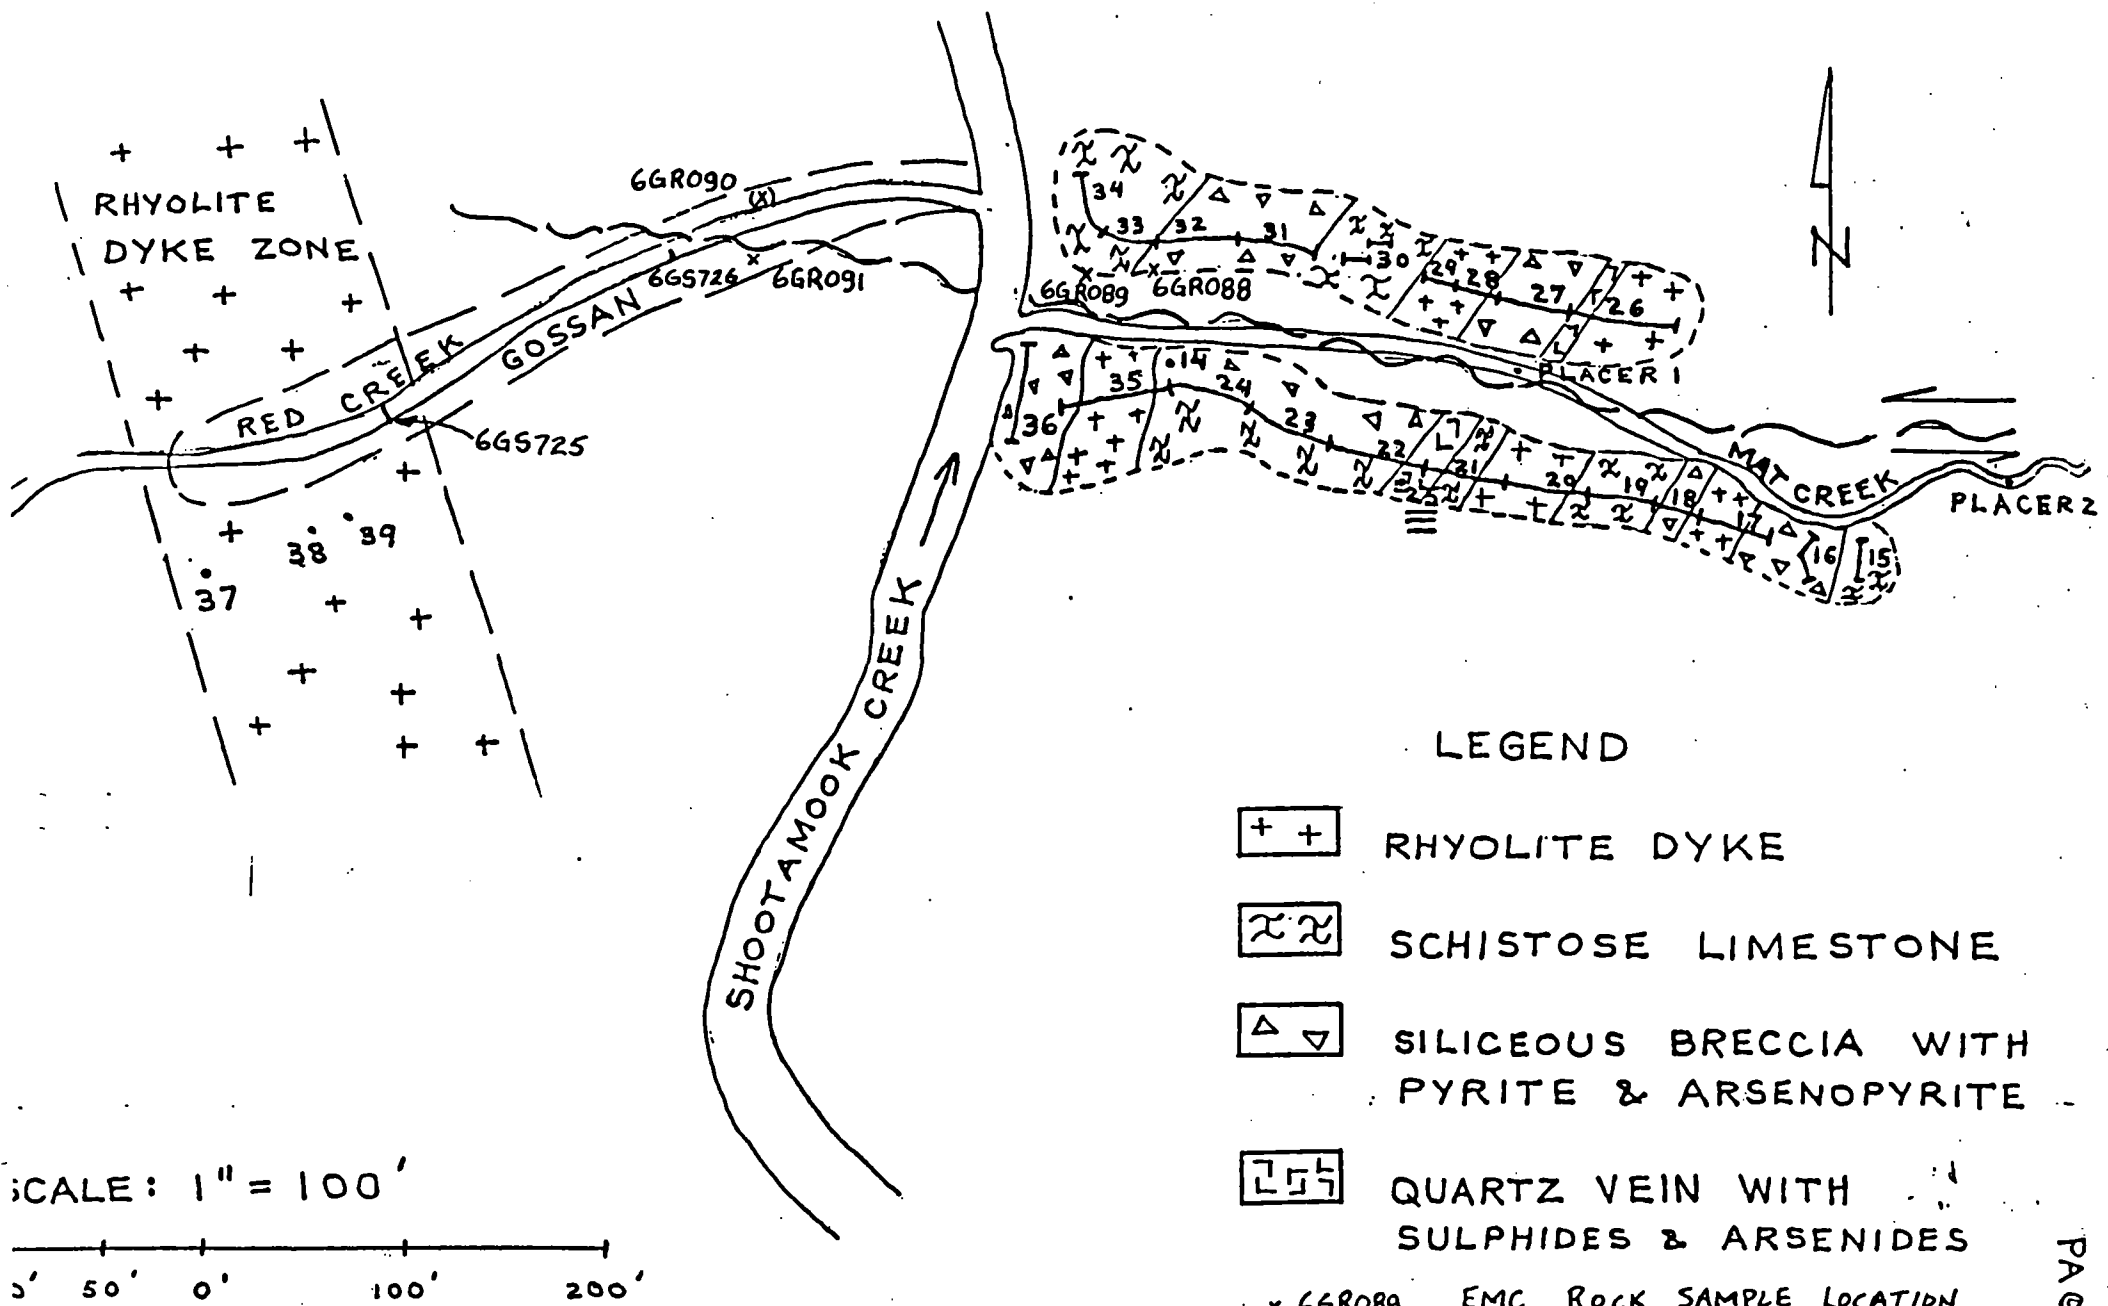 RHYOLITE
DYKE ZONE
6GR090
(X)
6GS726
6GR091
GOSSAN
RED CREEK
6GS725
38
39
37
34
33
32
31
30
29
28
27
26
6GR089
6GR088
N
36
35
14
24
23
22
21
25
20
19
18
17
16
15
PLACER 1
MAT CREEK
PLACER 2
SHOOTAMOOK CREEK
LEGEND
RHYOLITE DYKE
SCHISTOSE LIMESTONE
SILICEOUS BRECCIA WITH
PYRITE & ARSENOPYRITE
QUARTZ VEIN WITH
SULPHIDES & ARSENIDES
x 6GR089 EMC ROCK SAMPLE LOCATION
SCALE: 1" = 100'
50' 0' 100' 200'